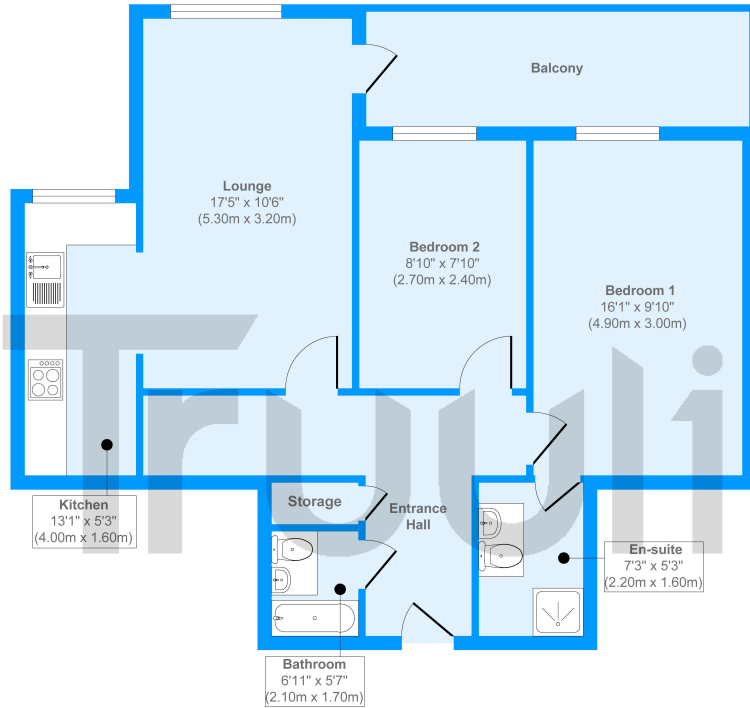 Balcony
Lounge
17'5" x 10'6"
(5.30m x 3.20m)
Bedroom 2
8'10" x 7'10"
(2.70m x 2.40m)
Bedroom 1
16'1" x 9'10"
(4.90m x 3.00m)
Truuli
Kitchen
13'1" x 5'3"
(4.00m x 1.60m)
Storage
Entrance
Hall
En-suite
7'3" x 5'3"
(2.20m x 1.60m)
Bathroom
6'11" x 5'7"
(2.10m x 1.70m)